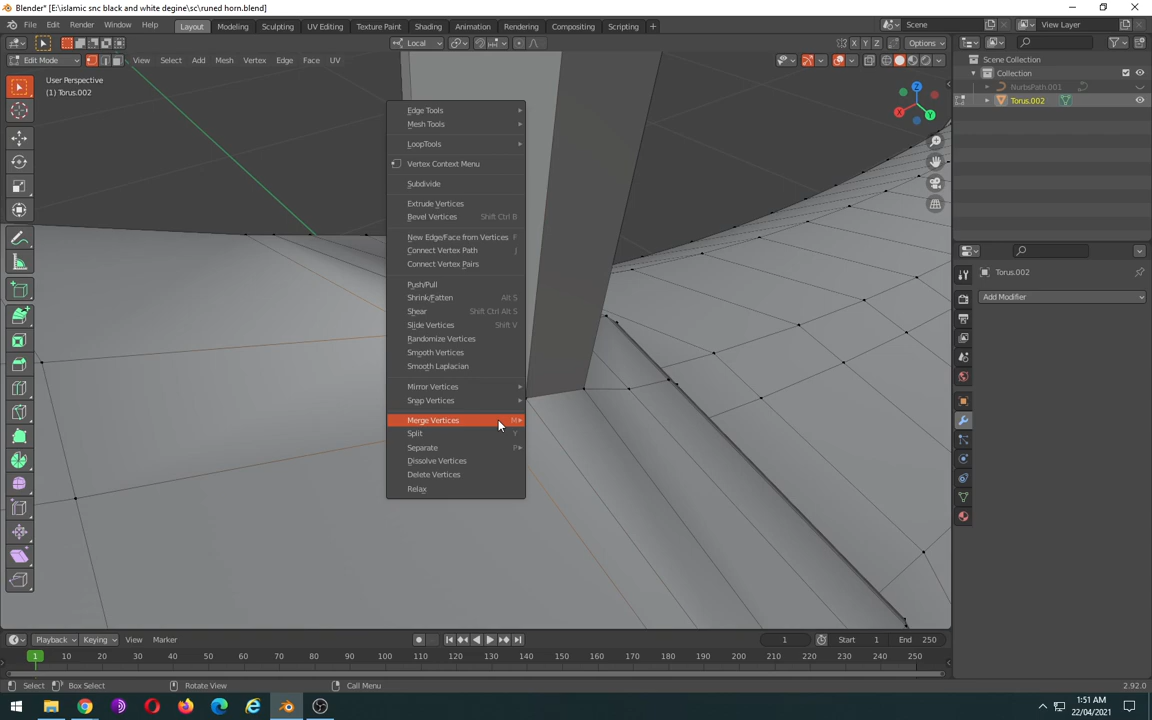 Blender* [E:\islamic snc black and white degine\sc\runed horn.blend]
File Edit Render Window Help Layout Modeling Sculpting UV Editing Texture Paint Shading Animation Rendering Compositing Scripting + Scene View Layer
Local X Y Z Options
Edit Mode View Select Add Mesh Vertex Edge Face UV
Scene Collection
Collection
NurbsPath.001
Torus.002
User Perspective
(1) Torus.002
Z
X
Y
Edge Tools
Mesh Tools
LoopTools
Vertex Context Menu
Subdivide
Extrude Vertices
Bevel Vertices Shift Ctrl B
New Edge/Face from Vertices F
Connect Vertex Path J
Connect Vertex Pairs
Push/Pull
Shrink/Fatten Alt S
Shear Shift Ctrl Alt S
Slide Vertices Shift V
Randomize Vertices
Smooth Vertices
Smooth Laplacian
Mirror Vertices
Snap Vertices
Merge Vertices M
Split Y
Separate P
Dissolve Vertices
Delete Vertices
Relax
Torus.002
Add Modifier
Playback Keying View Marker 1 Start 1 End 250
1 10 20 30 40 50 60 70 80 90 100 110 120 130 140 150 160 170 180 190 200 210 220 230 240 250
Select Box Select Rotate View Call Menu 2.92.0
1:51 AM
22/04/2021